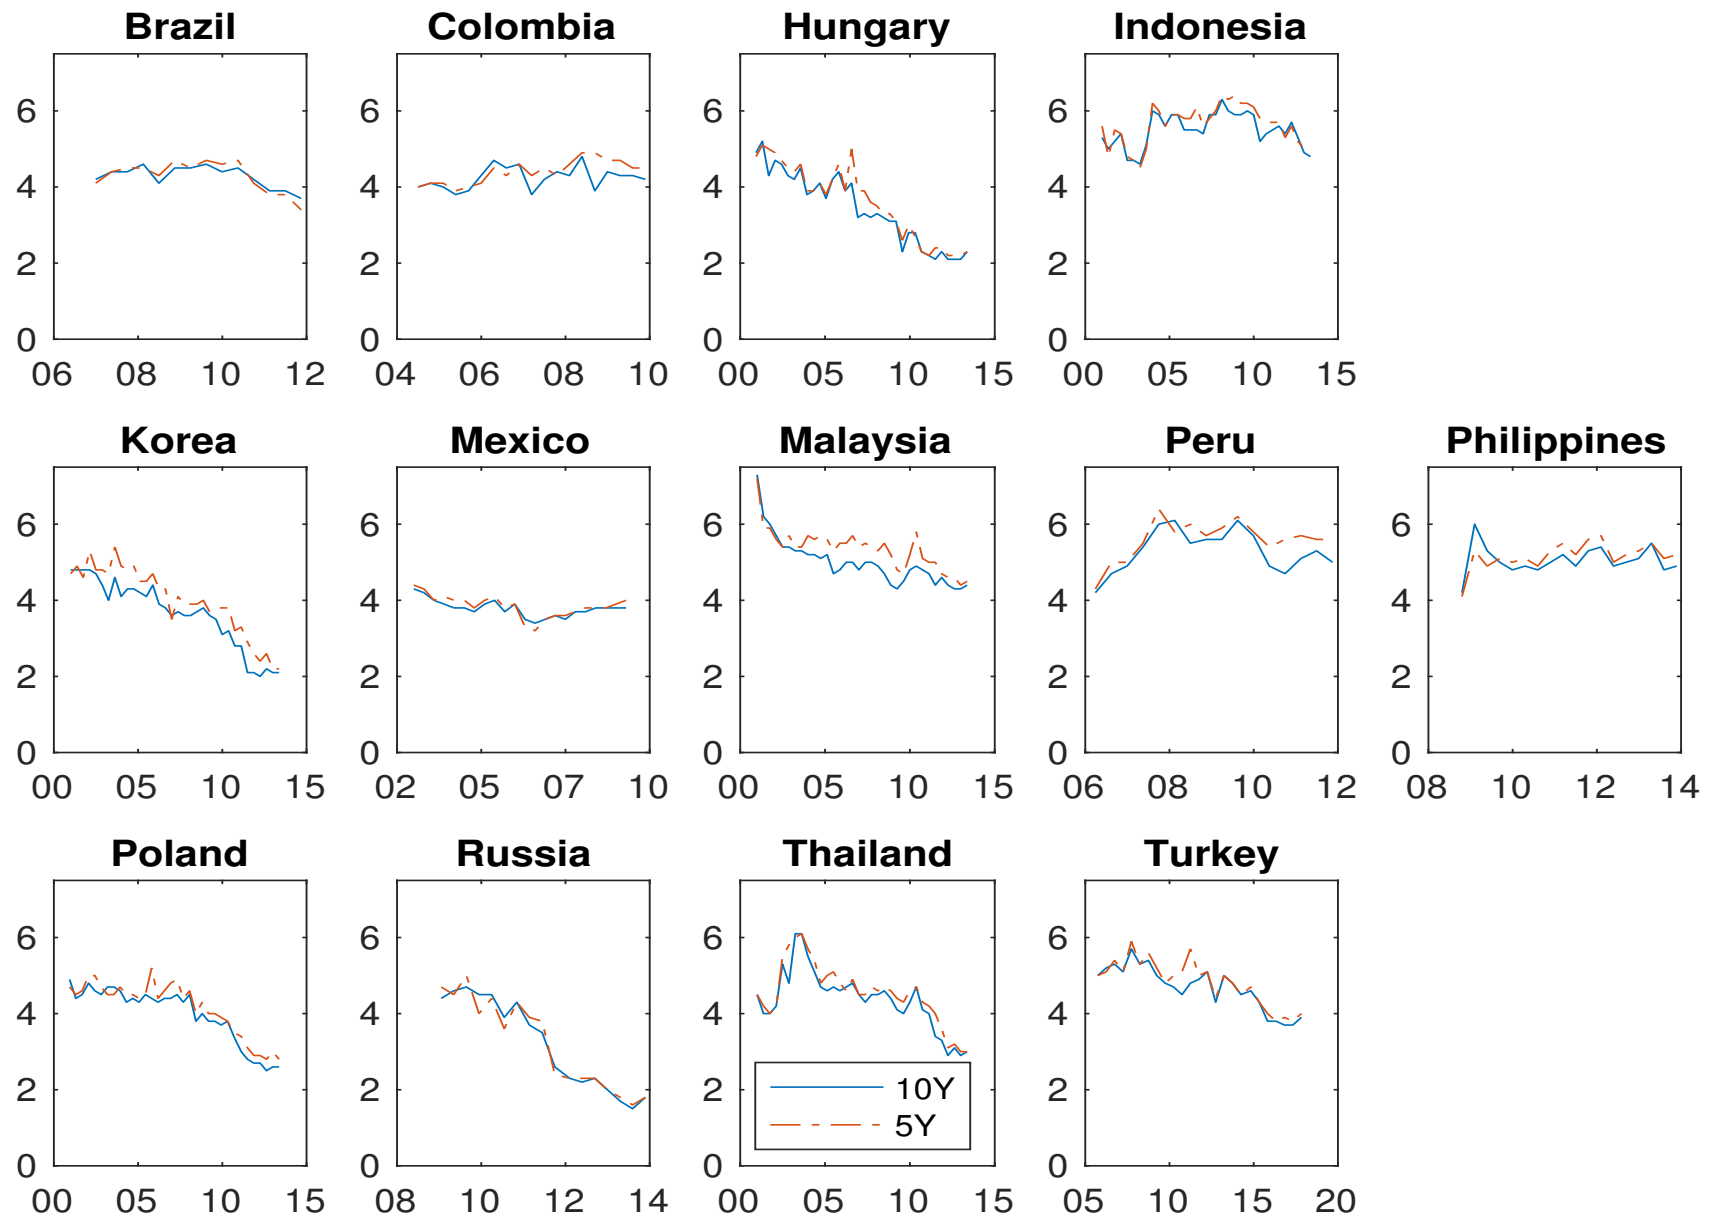 Brazil Colombia Hungary Indonesia
6 6 6 6
4 4 4 4
2 2 2 2
0 0 0 0
06 08 10 12 04 06 08 10 00 05 10 15 00 05 10 15
Korea Mexico Malaysia Peru Philippines
6 6 6 6 6
4 4 4 4 4
2 2 2 2 2
0 0 0 0 0
00 05 10 15 02 05 07 10 00 05 10 15 06 08 10 12 08 10 12 14
Poland Russia Thailand Turkey
6 6 6 6
4 4 4 4
2 2 2 2
10Y
5Y
0 0 0 0
00 05 10 15 08 10 12 14 00 05 10 15 05 10 15 20